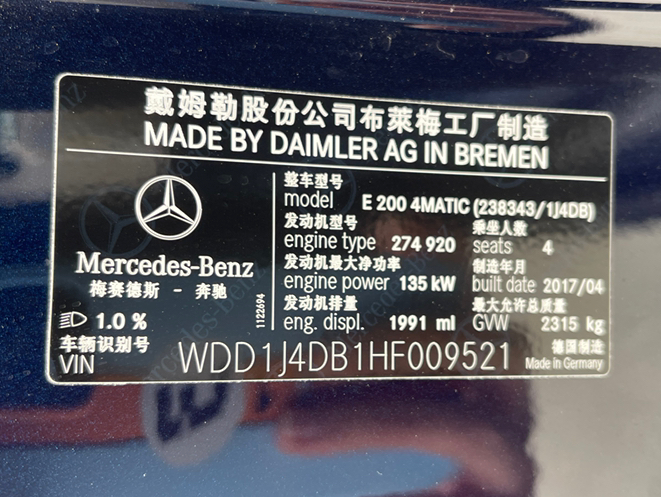 戴姆勒股份公司布莱梅工厂制造
MADE BY DAIMLER AG IN BREMEN
整车型号
model E 200 4MATIC (238343/1J4DB)
发动机型号 乘坐人数
engine type 274 920 seats 4
发动机最大净功率 制造年月
engine power 135 kW built date 2017/04
发动机排量 最大允许总质量
eng. displ. 1991 ml GVW 2315 kg
Mercedes-Benz
梅赛德斯 - 奔驰
1.0 %
1122694
车辆识别号
VIN WDD1J4DB1HF009521
德国制造
Made in Germany